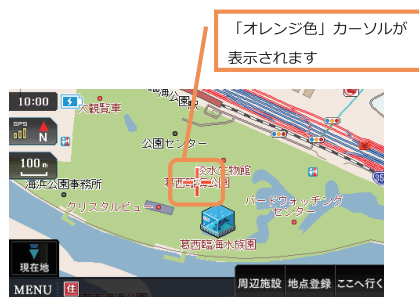 「オレンジ色」カーソルが
表示されます
10:00
大観覧車
GPS
N
公園センター
100m
淡水生物館
葛西臨海公園
海浜公園事務所
クリスタルビュー
バードウォッチング
センター
葛西臨海水族園
現在地
MENU
住
周辺施設 地点登録 ここへ行く